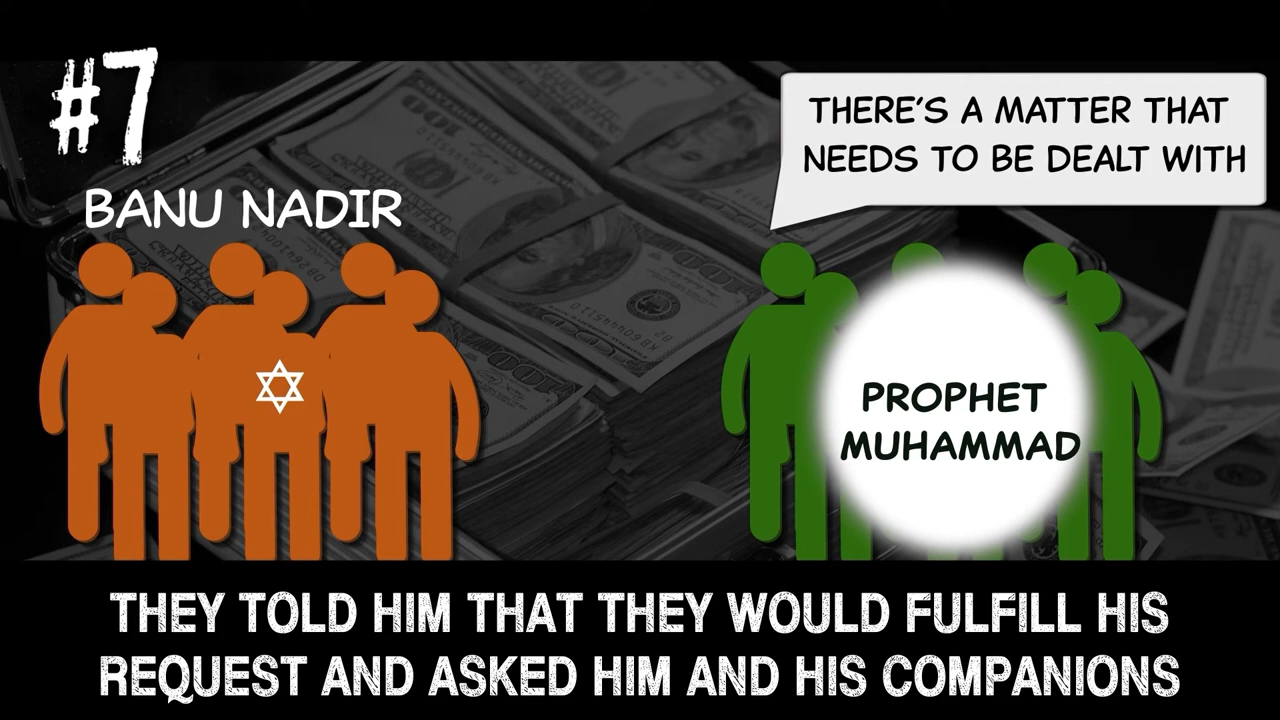 #7
BANU NADIR
THERE'S A MATTER THAT
NEEDS TO BE DEALT WITH
PROPHET
MUHAMMAD
THEY TOLD HIM THAT THEY WOULD FULFILL HIS
REQUEST AND ASKED HIM AND HIS COMPANIONS